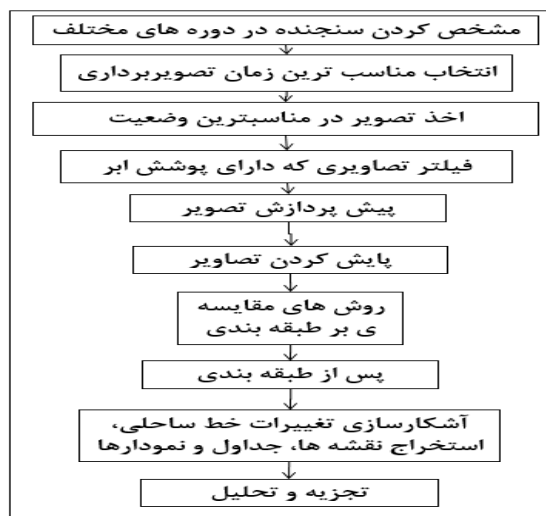 مشخص کردن سنجنده در دوره های مختلف
انتخاب مناسب ترین زمان تصویربرداری
اخذ تصویر در مناسبترین وضعیت
فیلتر تصاویری که دارای پوشش ابر
پیش پردازش تصویر
پایش کردن تصاویر
روش های مقایسه
ی بر طبقه بندی
پس از طبقه بندی
آشکارسازی تغییرات خط ساحلی،
استخراج نقشه ها، جداول و نمودارها
تجزیه و تحلیل